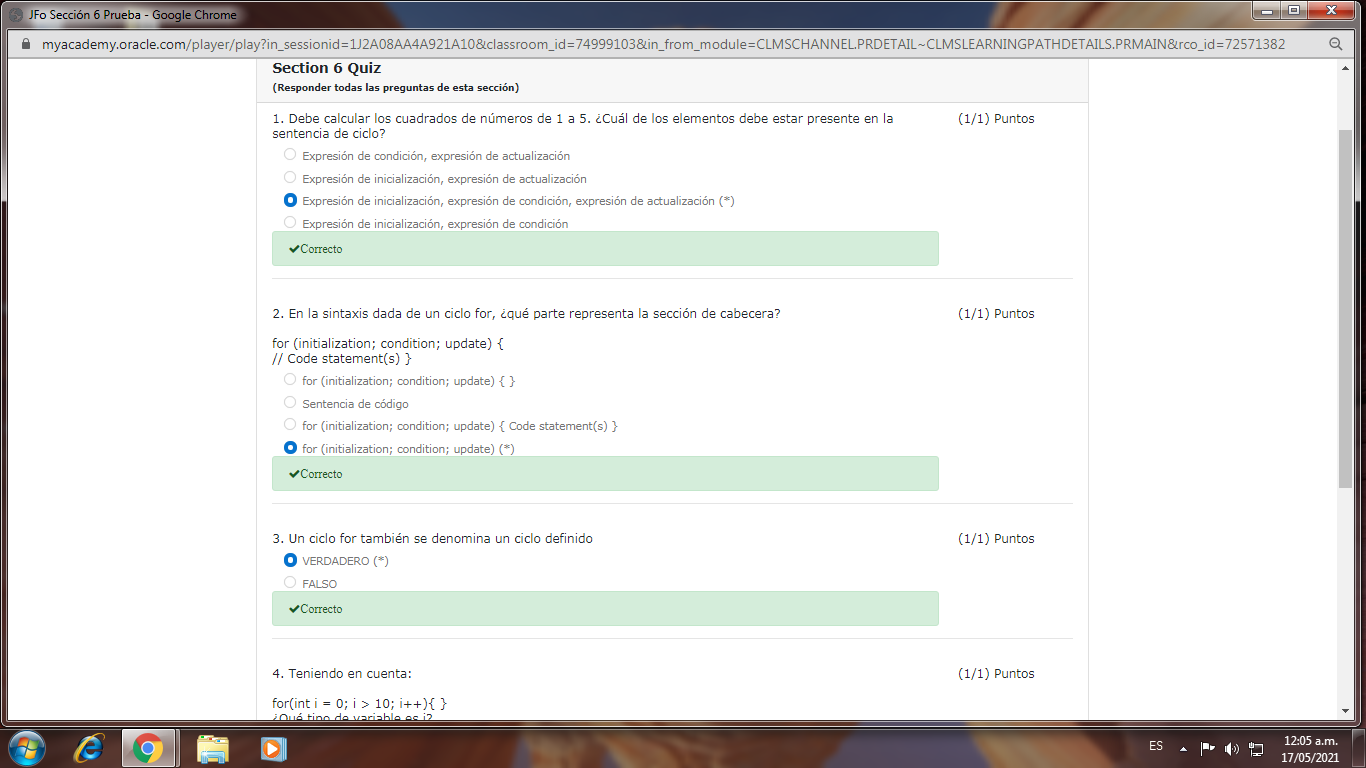 JFo Sección 6 Prueba - Google Chrome
myacademy.oracle.com/player/play?in_sessionid=1J2A08AA4A921A10&classroom_id=74999103&in_from_module=CLMSCHANNEL.PRDETAIL~CLMSLEARNINGPATHDETAILS.PRMAIN&rco_id=72571382
Section 6 Quiz
(Responder todas las preguntas de esta sección)
1. Debe calcular los cuadrados de números de 1 a 5. ¿Cuál de los elementos debe estar presente en la (1/1) Puntos
sentencia de ciclo?
Expresión de condición, expresión de actualización
Expresión de inicialización, expresión de actualización
Expresión de inicialización, expresión de condición, expresión de actualización (*)
Expresión de inicialización, expresión de condición
✔Correcto
2. En la sintaxis dada de un ciclo for, ¿qué parte representa la sección de cabecera? (1/1) Puntos
for (initialization; condition; update) {
// Code statement(s) }
for (initialization; condition; update) { }
Sentencia de código
for (initialization; condition; update) { Code statement(s) }
for (initialization; condition; update) (*)
✔Correcto
3. Un ciclo for también se denomina un ciclo definido (1/1) Puntos
VERDADERO (*)
FALSO
✔Correcto
4. Teniendo en cuenta: (1/1) Puntos
for(int i = 0; i > 10; i++){ }
¿Qué tipo de variable es i?
ES
12:05 a.m.
17/05/2021